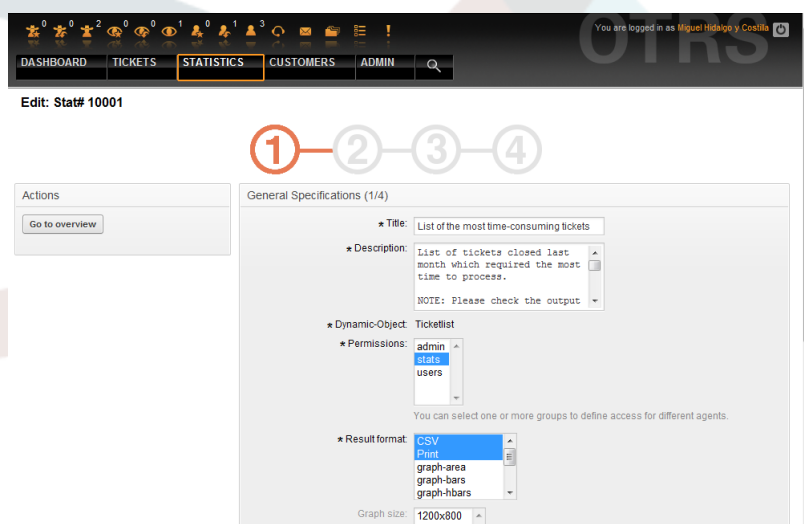 0 0 2 0 0 1 0 1 3
You are logged in as Miguel Hidalgo y Costilla
OTRS
DASHBOARD TICKETS STATISTICS CUSTOMERS ADMIN
Edit: Stat# 10001
1 2 3 4
Actions
Go to overview
General Specifications (1/4)
★ Title: List of the most time-consuming tickets
★ Description: List of tickets closed last
month which required the most
time to process.
NOTE: Please check the output
★ Dynamic-Object: Ticketlist
★ Permissions: admin
stats
users
You can select one or more groups to define access for different agents.
★ Result format: CSV
Print
graph-area
graph-bars
graph-hbars
Graph size: 1200x800